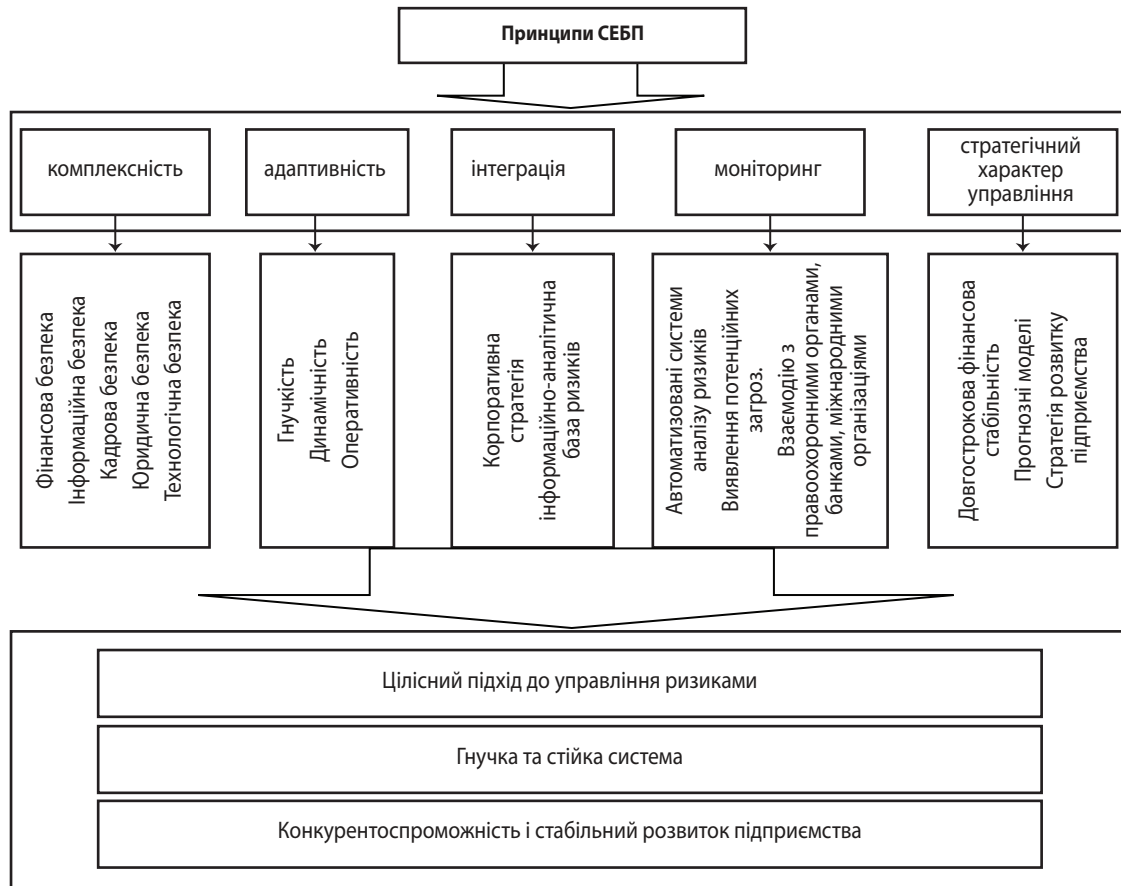 Принципи СЕБП
комплексність
адаптивність
інтеграція
моніторинг
стратегічний
характер
управління
Фінансова безпека
Інформаційна безпека
Кадрова безпека
Юридична безпека
Технологічна безпека
Гнучкість
Динамічність
Оперативність
Корпоративна
стратегія
інформаційно-аналітична
база ризиків
Автоматизовані системи
аналізу ризиків
Виявлення потенційних
загроз.
Взаємодію з
правоохоронними органами,
банками, міжнародними
організаціями
Довгострокова фінансова
стабільність
Прогнозні моделі
Стратегія розвитку
підприємства
Цілісний підхід до управління ризиками
Гнучка та стійка система
Конкурентоспроможність і стабільний розвиток підприємства